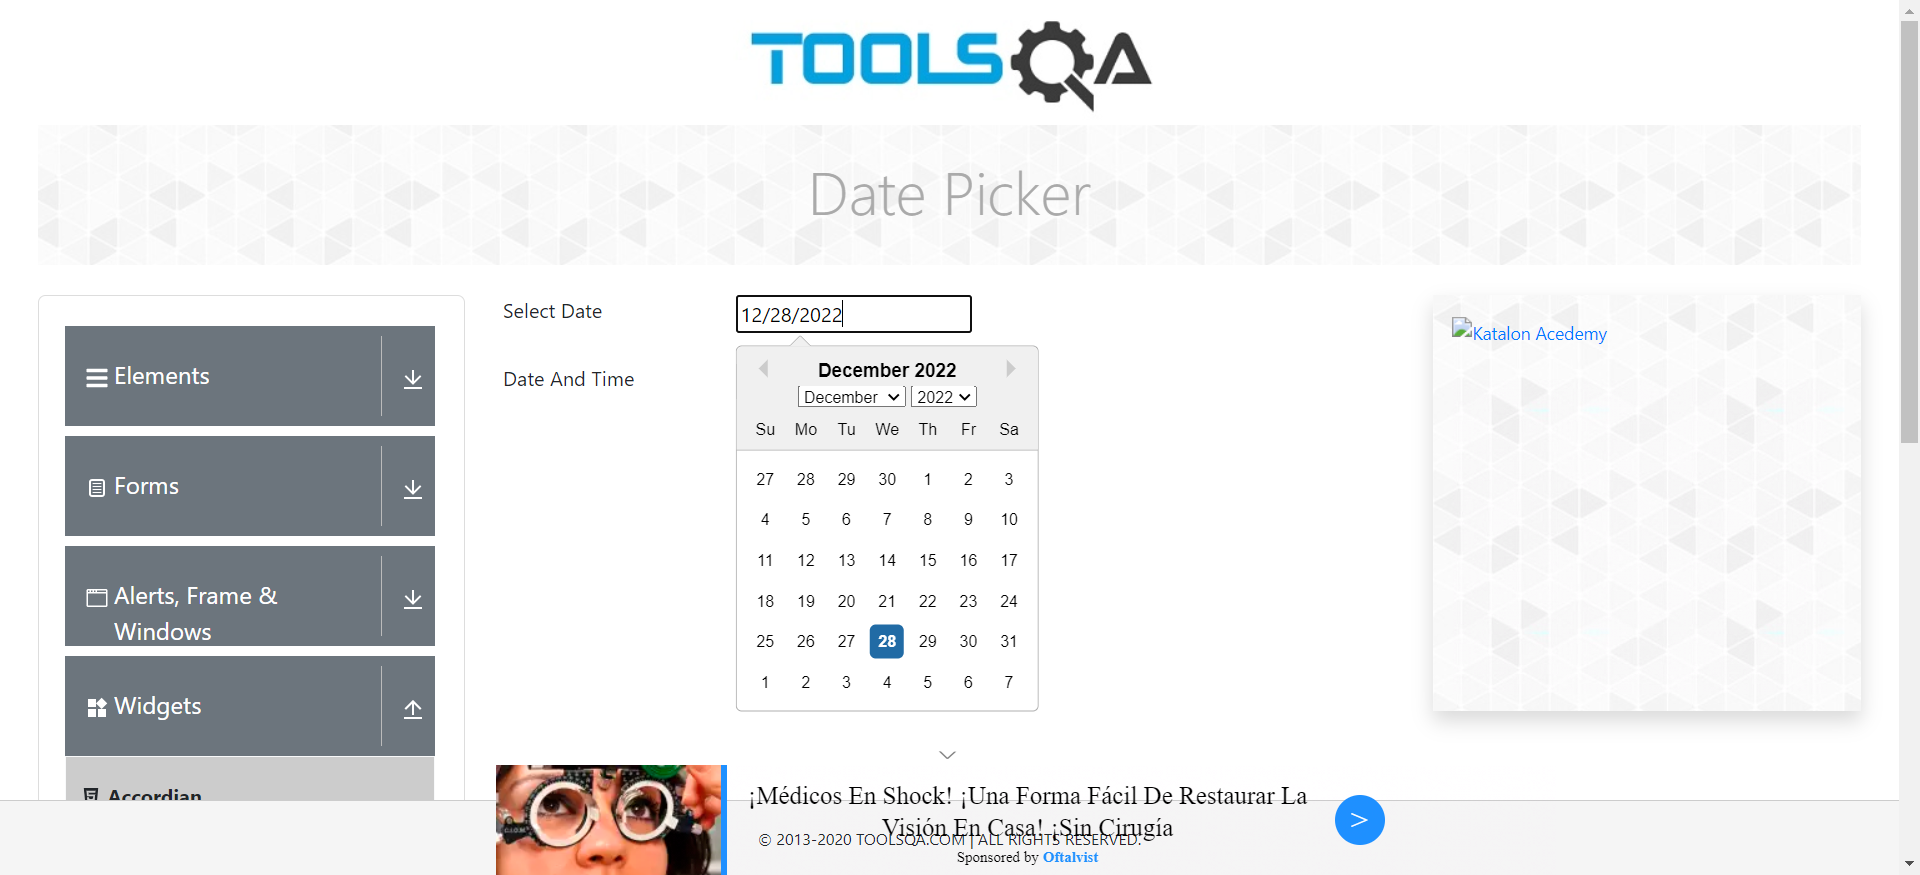 TOOLSQA
Date Picker
Select Date
12/28/2022
Date And Time
December 2022
December 2022
Su Mo Tu We Th Fr Sa
27 28 29 30 1 2 3
4 5 6 7 8 9 10
11 12 13 14 15 16 17
18 19 20 21 22 23 24
25 26 27 28 29 30 31
1 2 3 4 5 6 7
Elements
Forms
Alerts, Frame &
Windows
Widgets
Accordian
Katalon Acedemy
¡Médicos En Shock! ¡Una Forma Fácil De Restaurar La
Visión En Casa! ¡Sin Cirugía
© 2013-2020 TOOLSQA.COM | ALL RIGHTS RESERVED.
Sponsored by Oftalvist